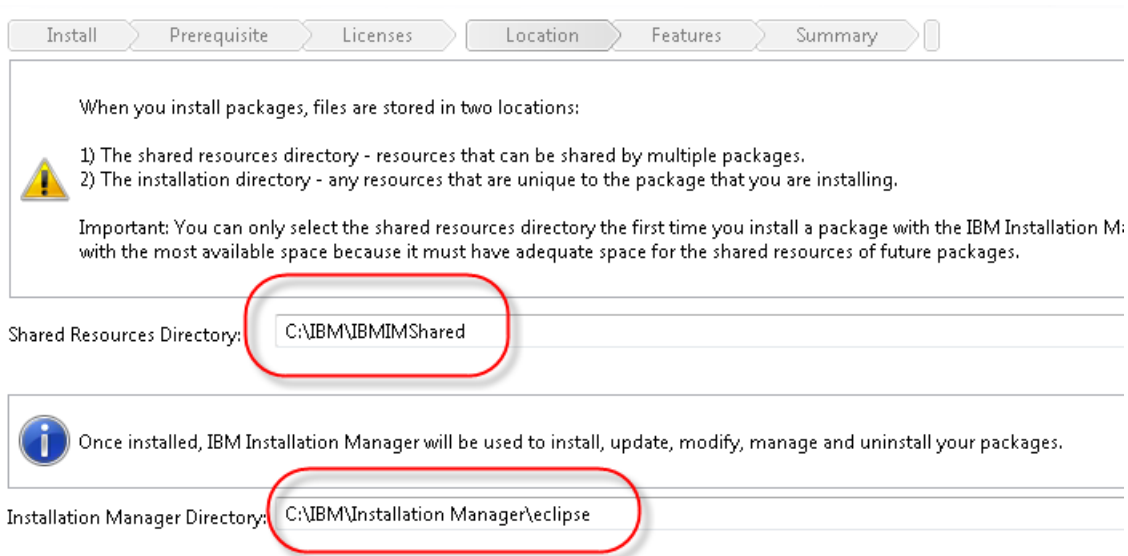 Install Prerequisite Licenses Location Features Summary
When you install packages, files are stored in two locations:
1) The shared resources directory - resources that can be shared by multiple packages.
2) The installation directory - any resources that are unique to the package that you are installing.
Important: You can only select the shared resources directory the first time you install a package with the IBM Installation
with the most available space because it must have adequate space for the shared resources of future packages.
Shared Resources Directory: C:\IBM\IBMIMShared
Once installed, IBM Installation Manager will be used to install, update, modify, manage and uninstall your packages.
Installation Manager Directory: C:\IBM\Installation Manager\eclipse